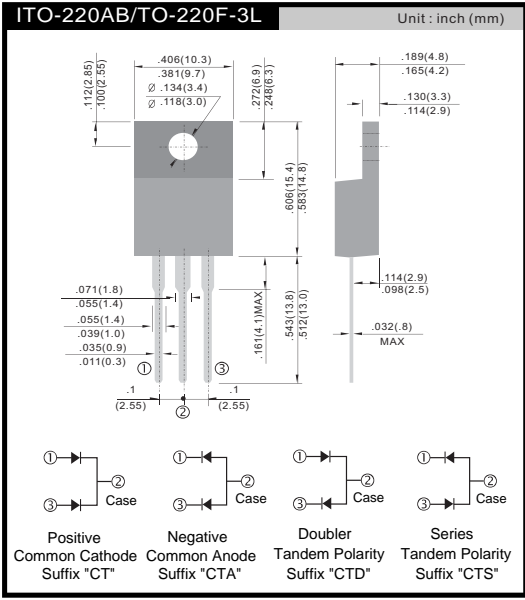 ITO-220AB/TO-220F-3L
Unit : inch (mm)
.406(10.3)
.381(9.7)
Ø .134(3.4)
Ø .118(3.0)
.112(2.85)
.100(2.55)
.272(6.9)
.248(6.3)
.189(4.8)
.165(4.2)
.130(3.3)
.114(2.9)
.606(15.4)
.583(14.8)
.071(1.8)
.055(1.4)
.055(1.4)
.039(1.0)
.035(0.9)
.011(0.3)
.161(4.1)MAX
.543(13.8)
.512(13.0)
.114(2.9)
.098(2.5)
.032(.8)
MAX
① ③
.1
(2.55)
②
.1
(2.55)
① ② ③ Case
① ② ③ Case
① ② ③ Case
① ② ③ Case
Positive
Common Cathode
Suffix "CT"
Negative
Common Anode
Suffix "CTA"
Doubler
Tandem Polarity
Suffix "CTD"
Series
Tandem Polarity
Suffix "CTS"